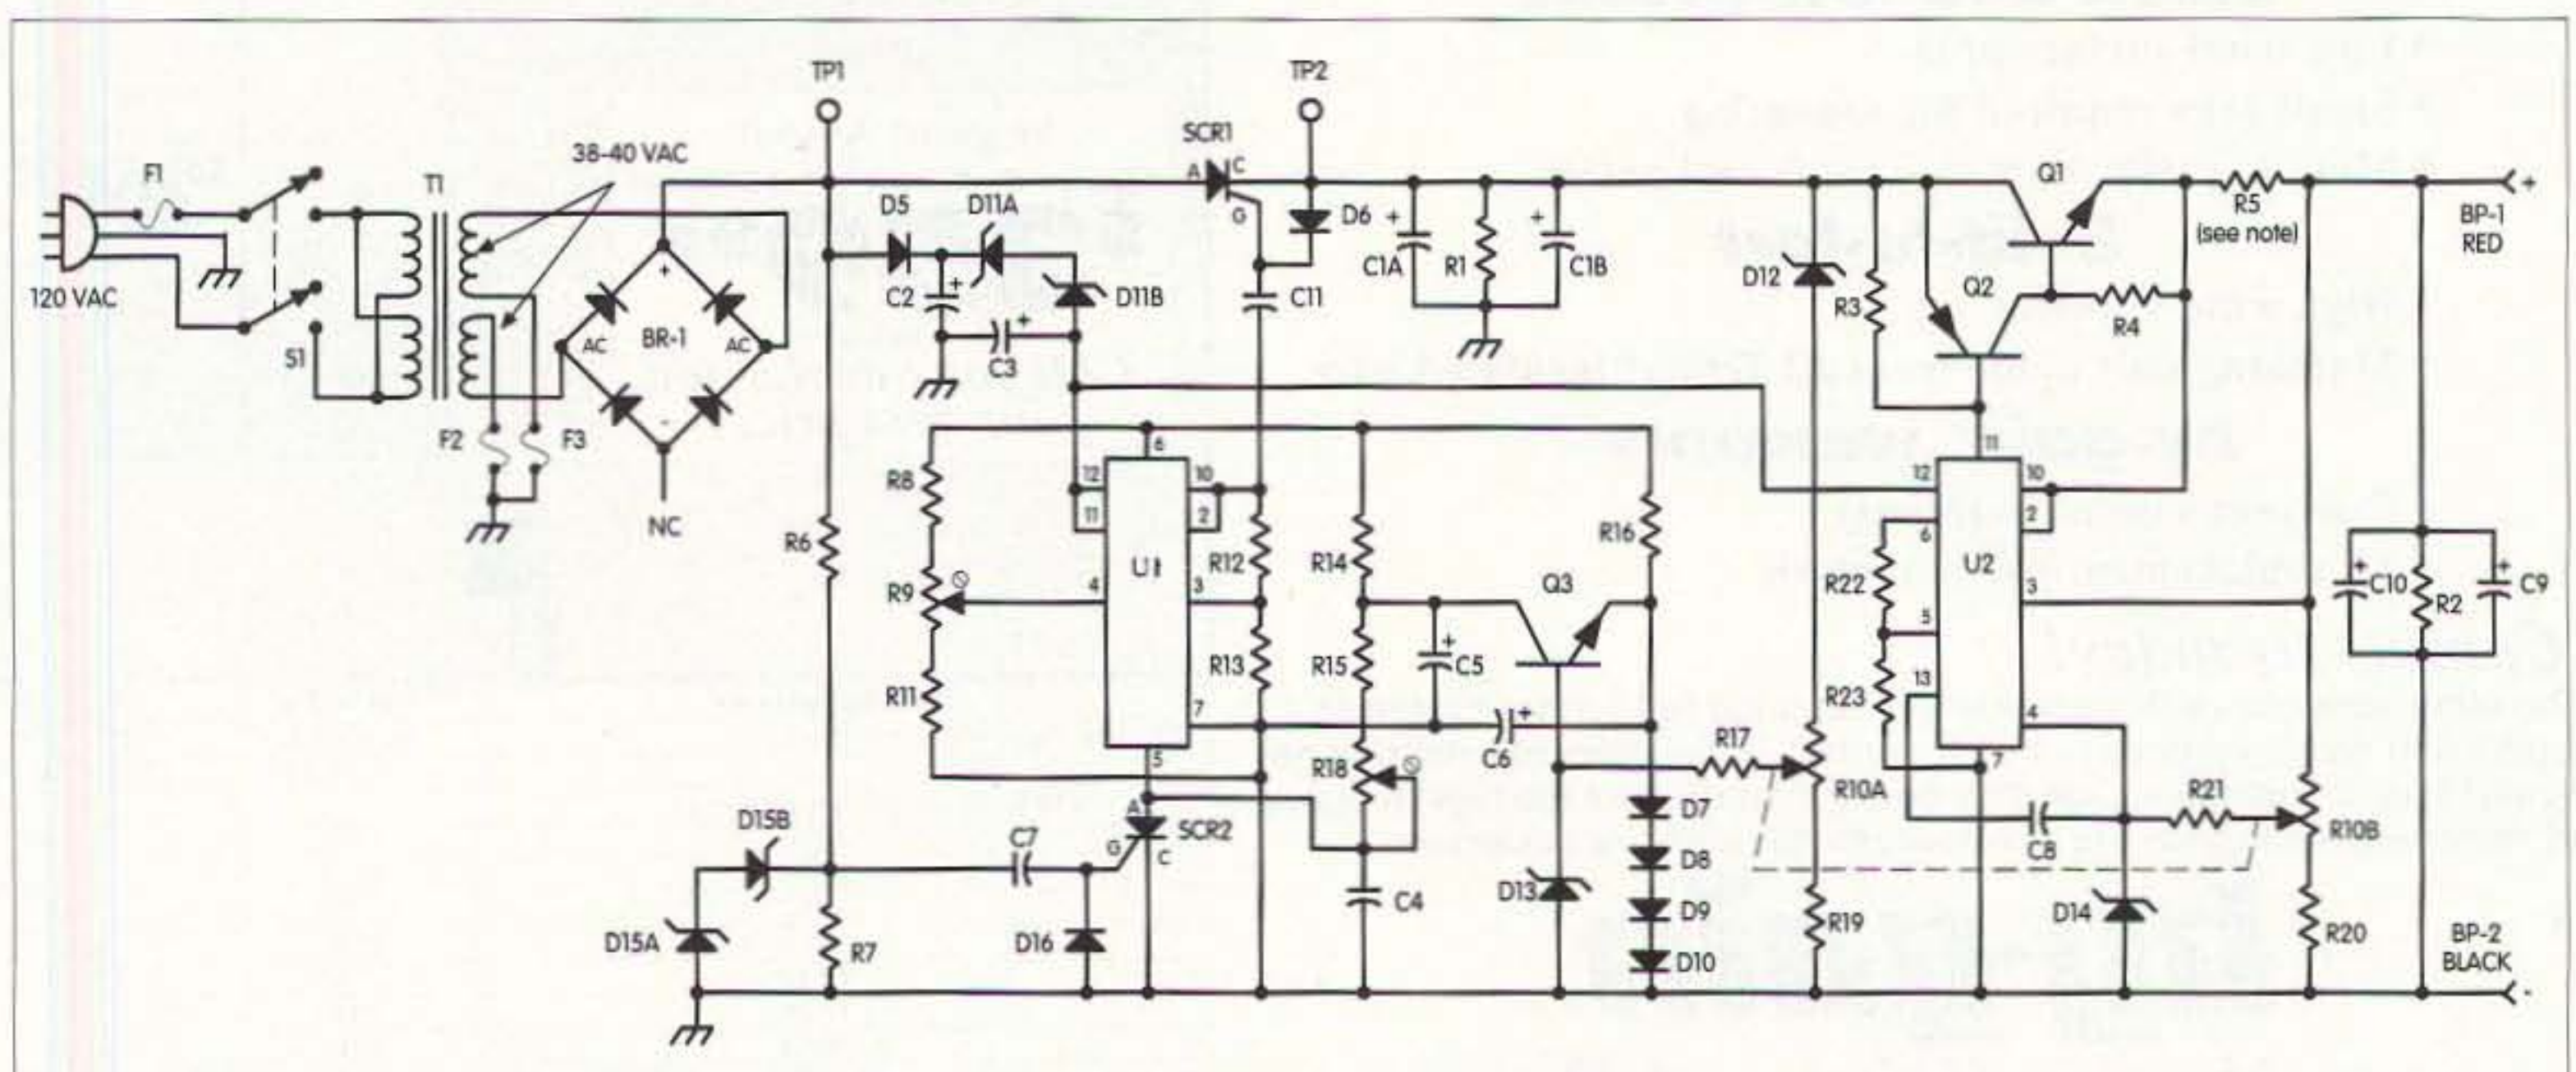 TP1
TP2
SCR1
A
C
G
38-40 VAC
F1
T1
120 VAC
S1
F2
F3
+
AC
BR-1
AC
-
NC
D5
D11A
C2
+
D11B
+
C3
D6
C11
+
C1A
R1
+
C1B
D12
R3
Q1
Q2
R4
R5
(see note)
+
BP-1
RED
R6
R8
R9
R11
6
12
11
10
2
4
3
7
5
U1
R12
R13
R14
R15
R16
Q3
+
C5
+
C6
R18
R17
R10A
11
12
10
2
6
5
13
3
4
7
U2
R22
R23
R21
R10B
C8
+
C10
R2
+
C9
D15B
D15A
R7
C7
D16
A
G
C
SCR2
C4
D13
D7
D8
D9
D10
R19
D14
R20
BP-2
BLACK
-